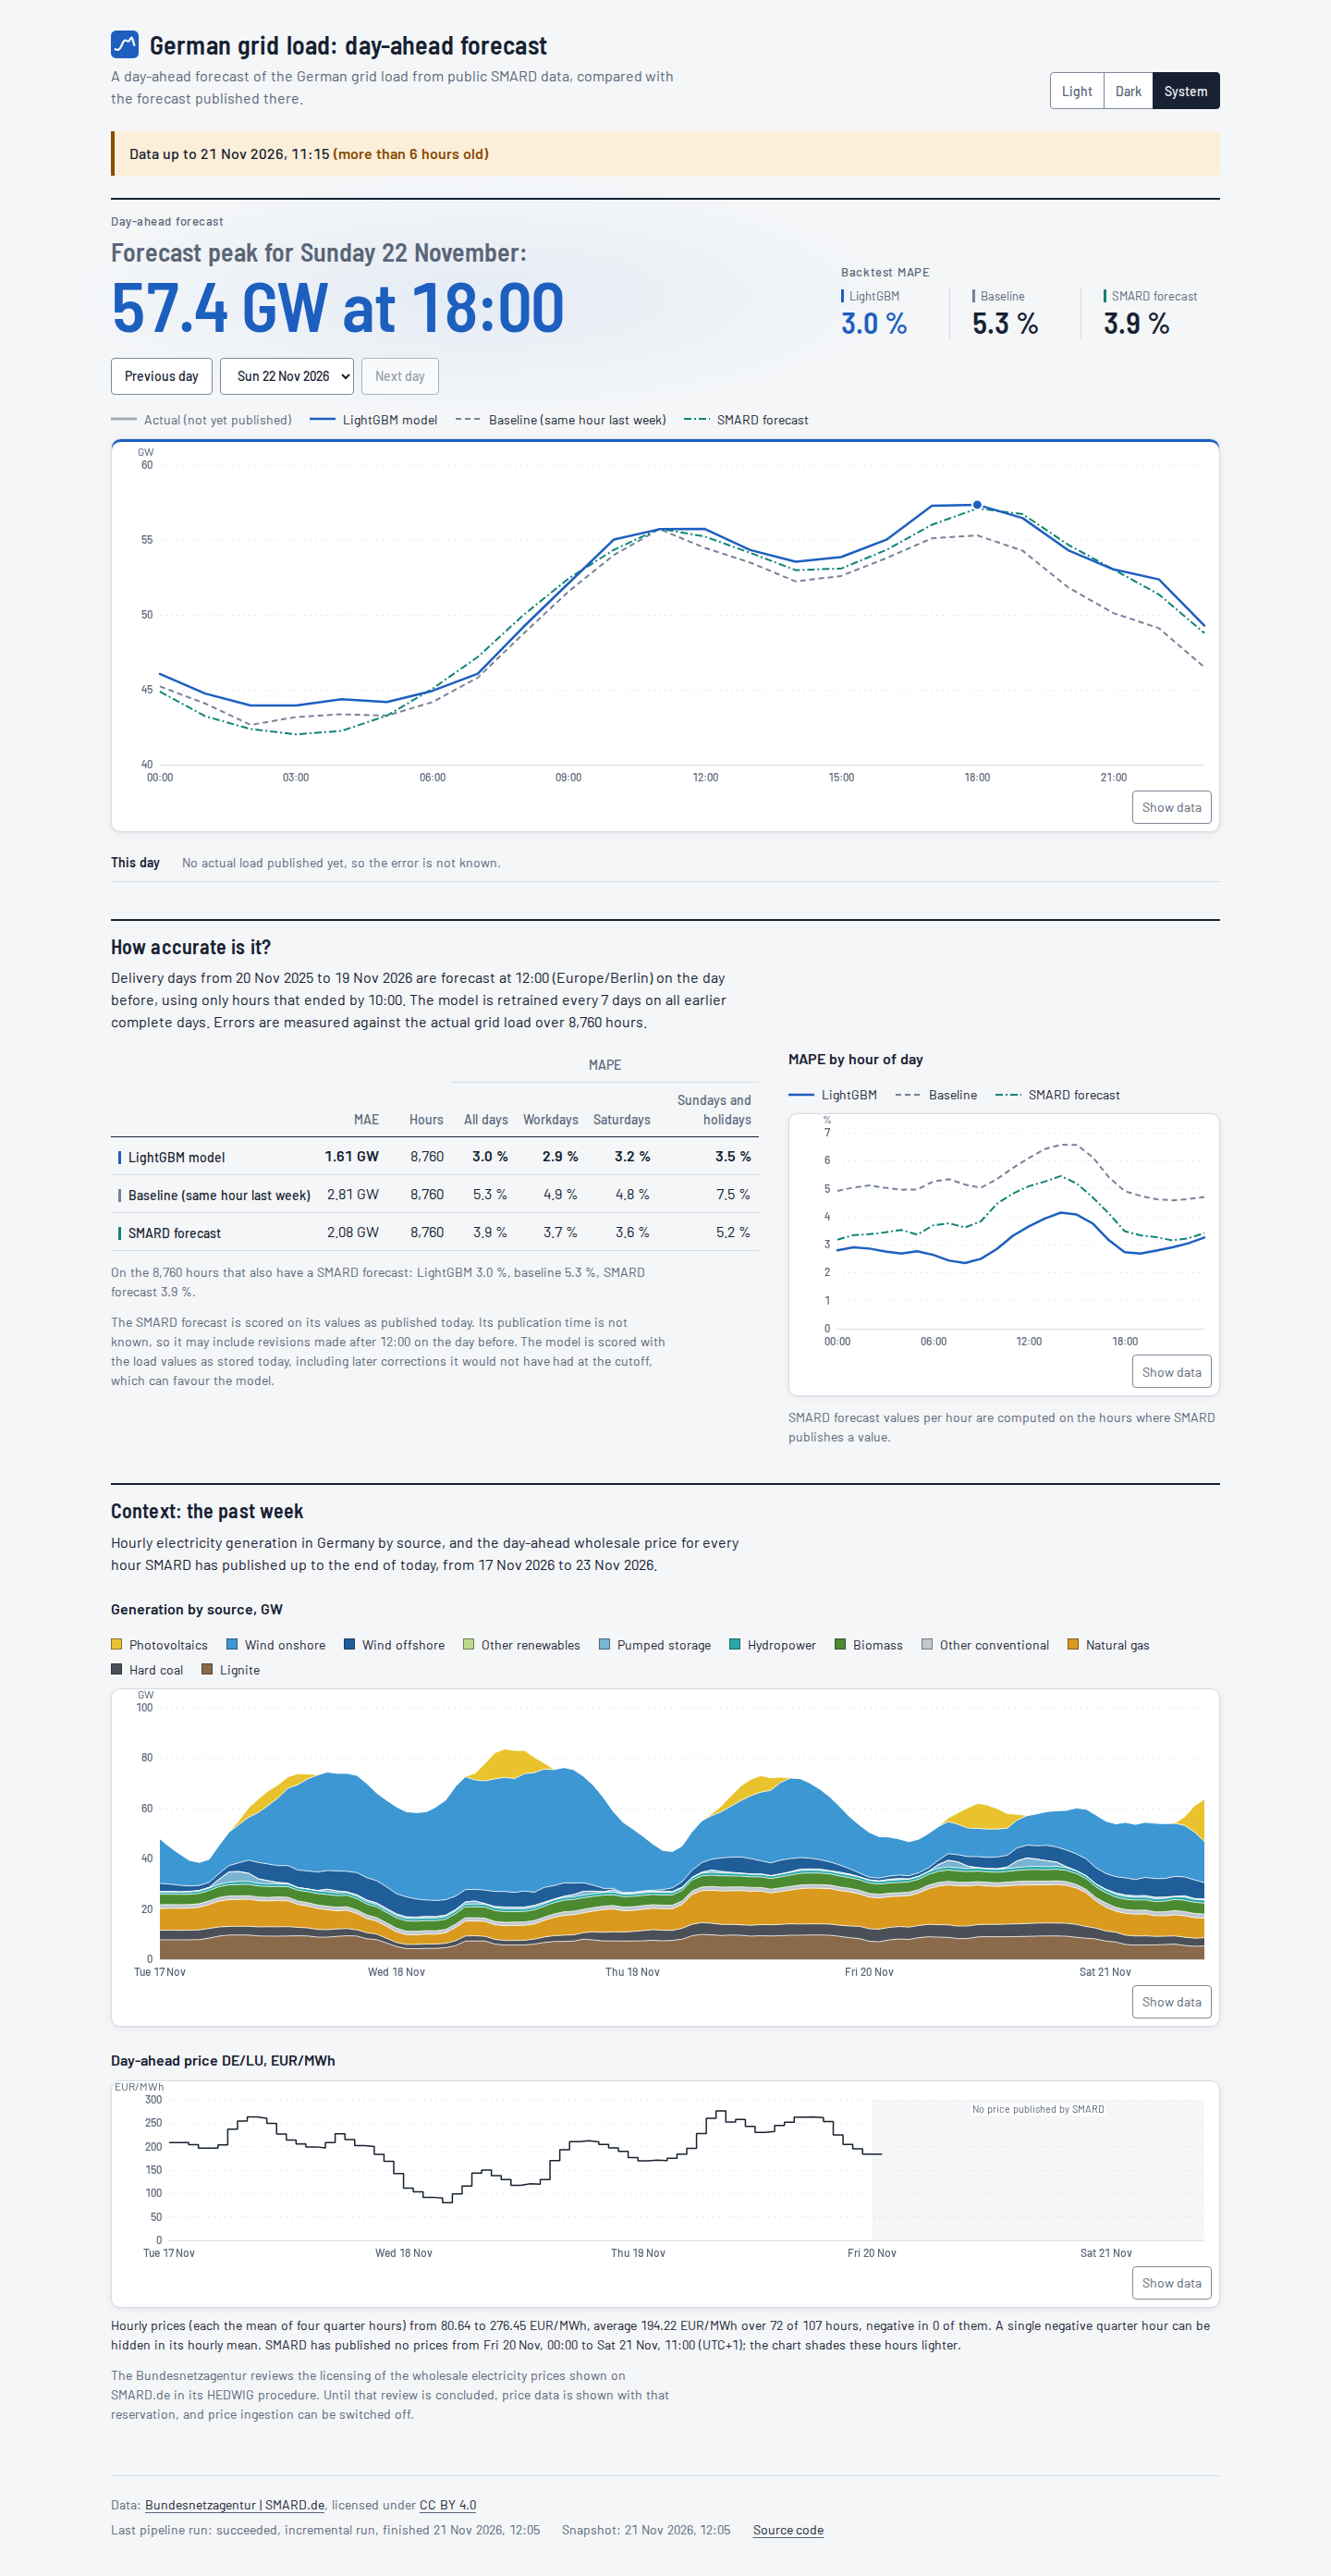 German grid load: day-ahead forecast
A day-ahead forecast of the German grid load from public SMARD data, compared with
the forecast published there.
Light Dark System
Data up to 21 Nov 2026, 11:15 (more than 6 hours old)
Day-ahead forecast
Forecast peak for Sunday 22 November:
57.4 GW at 18:00
Backtest MAPE
LightGBM Baseline SMARD forecast
3.0 % 5.3 % 3.9 %
Previous day Sun 22 Nov 2026 Next day
Actual (not yet published) LightGBM model Baseline (same hour last week) SMARD forecast
GW
60
55
50
45
40
00:00 03:00 06:00 09:00 12:00 15:00 18:00 21:00
Show data
This day No actual load published yet, so the error is not known.
How accurate is it?
Delivery days from 20 Nov 2025 to 19 Nov 2026 are forecast at 12:00 (Europe/Berlin) on the day
before, using only hours that ended by 10:00. The model is retrained every 7 days on all earlier
complete days. Errors are measured against the actual grid load over 8,760 hours.
MAPE
MAE Hours All days Workdays Saturdays Sundays and
holidays
LightGBM model 1.61 GW 8,760 3.0 % 2.9 % 3.2 % 3.5 %
Baseline (same hour last week) 2.81 GW 8,760 5.3 % 4.9 % 4.8 % 7.5 %
SMARD forecast 2.08 GW 8,760 3.9 % 3.7 % 3.6 % 5.2 %
On the 8,760 hours that also have a SMARD forecast: LightGBM 3.0 %, baseline 5.3 %, SMARD
forecast 3.9 %.
The SMARD forecast is scored on its values as published today. Its publication time is not
known, so it may include revisions made after 12:00 on the day before. The model is scored with
the load values as stored today, including later corrections it would not have had at the cutoff,
which can favour the model.
MAPE by hour of day
LightGBM Baseline SMARD forecast
%
7
6
5
4
3
2
1
0
00:00 06:00 12:00 18:00
Show data
SMARD forecast values per hour are computed on the hours where SMARD
publishes a value.
Context: the past week
Hourly electricity generation in Germany by source, and the day-ahead wholesale price for every
hour SMARD has published up to the end of today, from 17 Nov 2026 to 23 Nov 2026.
Generation by source, GW
Photovoltaics Wind onshore Wind offshore Other renewables Pumped storage Hydropower Biomass Other conventional Natural gas
Hard coal Lignite
GW
100
80
60
40
20
0
Tue 17 Nov Wed 18 Nov Thu 19 Nov Fri 20 Nov Sat 21 Nov
Show data
Day-ahead price DE/LU, EUR/MWh
EUR/MWh
300
250
200
150
100
50
0
No price published by SMARD
Tue 17 Nov Wed 18 Nov Thu 19 Nov Fri 20 Nov Sat 21 Nov
Show data
Hourly prices (each the mean of four quarter hours) from 80.64 to 276.45 EUR/MWh, average 194.22 EUR/MWh over 72 of 107 hours, negative in 0 of them. A single negative quarter hour can be
hidden in its hourly mean. SMARD has published no prices from Fri 20 Nov, 00:00 to Sat 21 Nov, 11:00 (UTC+1); the chart shades these hours lighter.
The Bundesnetzagentur reviews the licensing of the wholesale electricity prices shown on
SMARD.de in its HEDWIG procedure. Until that review is concluded, price data is shown with that
reservation, and price ingestion can be switched off.
Data: Bundesnetzagentur | SMARD.de, licensed under CC BY 4.0
Last pipeline run: succeeded, incremental run, finished 21 Nov 2026, 12:05 Snapshot: 21 Nov 2026, 12:05 Source code